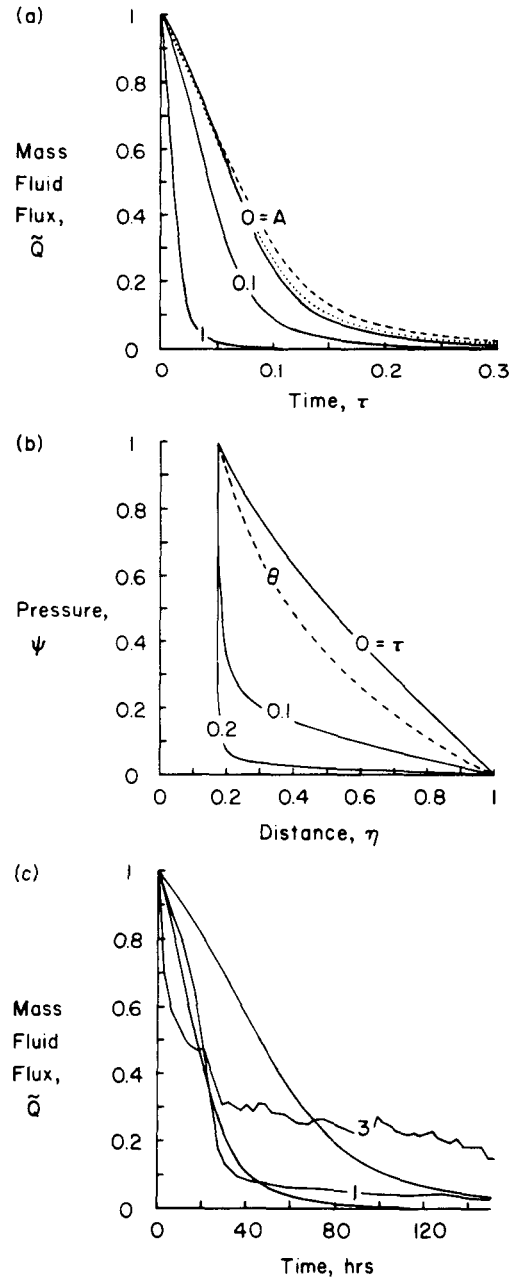 (a)
1
0.8
0.6
0.4
0.2
0
Mass
Fluid
Flux,
Q̃
0 = A
0.1
1
0 0.1 0.2 0.3
Time, τ
(b)
1
0.8
0.6
0.4
0.2
0
Pressure,
ψ
θ
0 = τ
0.1
0.2
0 0.2 0.4 0.6 0.8 1
Distance, η
(c)
1
0.8
0.6
0.4
0.2
0
Mass
Fluid
Flux,
Q̃
3
1
0 40 80 120
Time, hrs